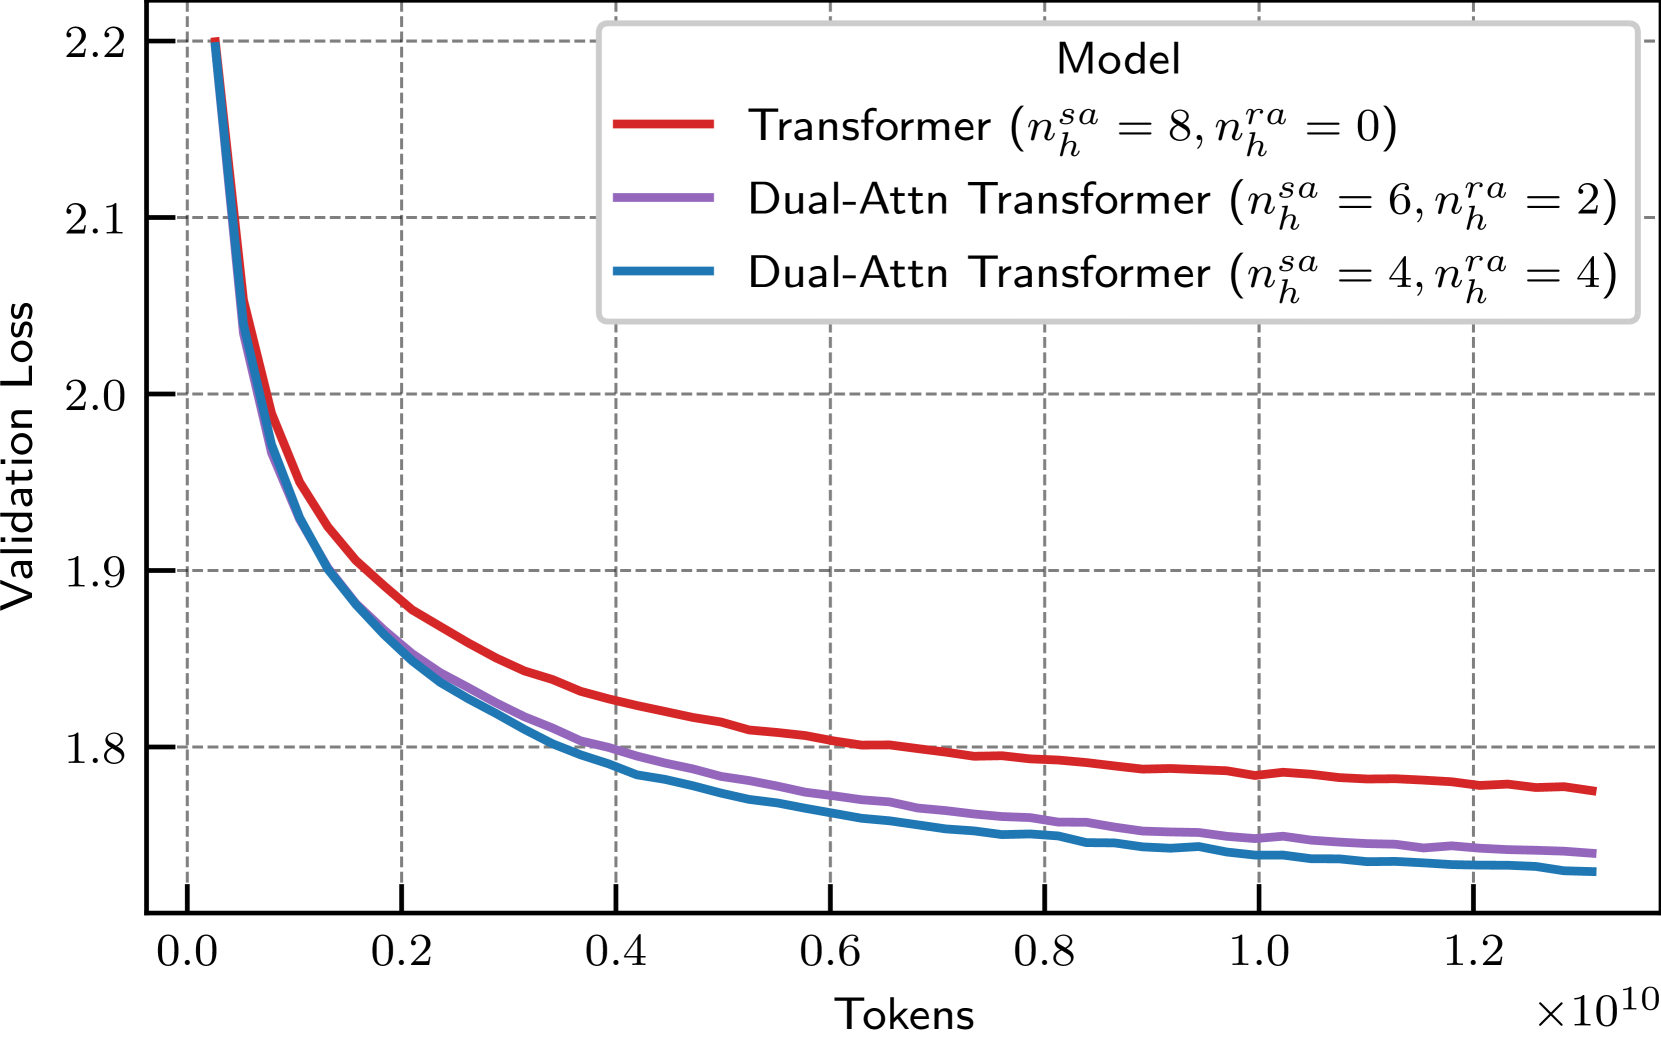 Model
Transformer ($n_h^{sa} = 8, n_h^{ra} = 0$)
Dual-Attn Transformer ($n_h^{sa} = 6, n_h^{ra} = 2$)
Dual-Attn Transformer ($n_h^{sa} = 4, n_h^{ra} = 4$)
Validation Loss
2.2
2.1
2.0
1.9
1.8
0.0 0.2 0.4 0.6 0.8 1.0 1.2
×10¹⁰
Tokens